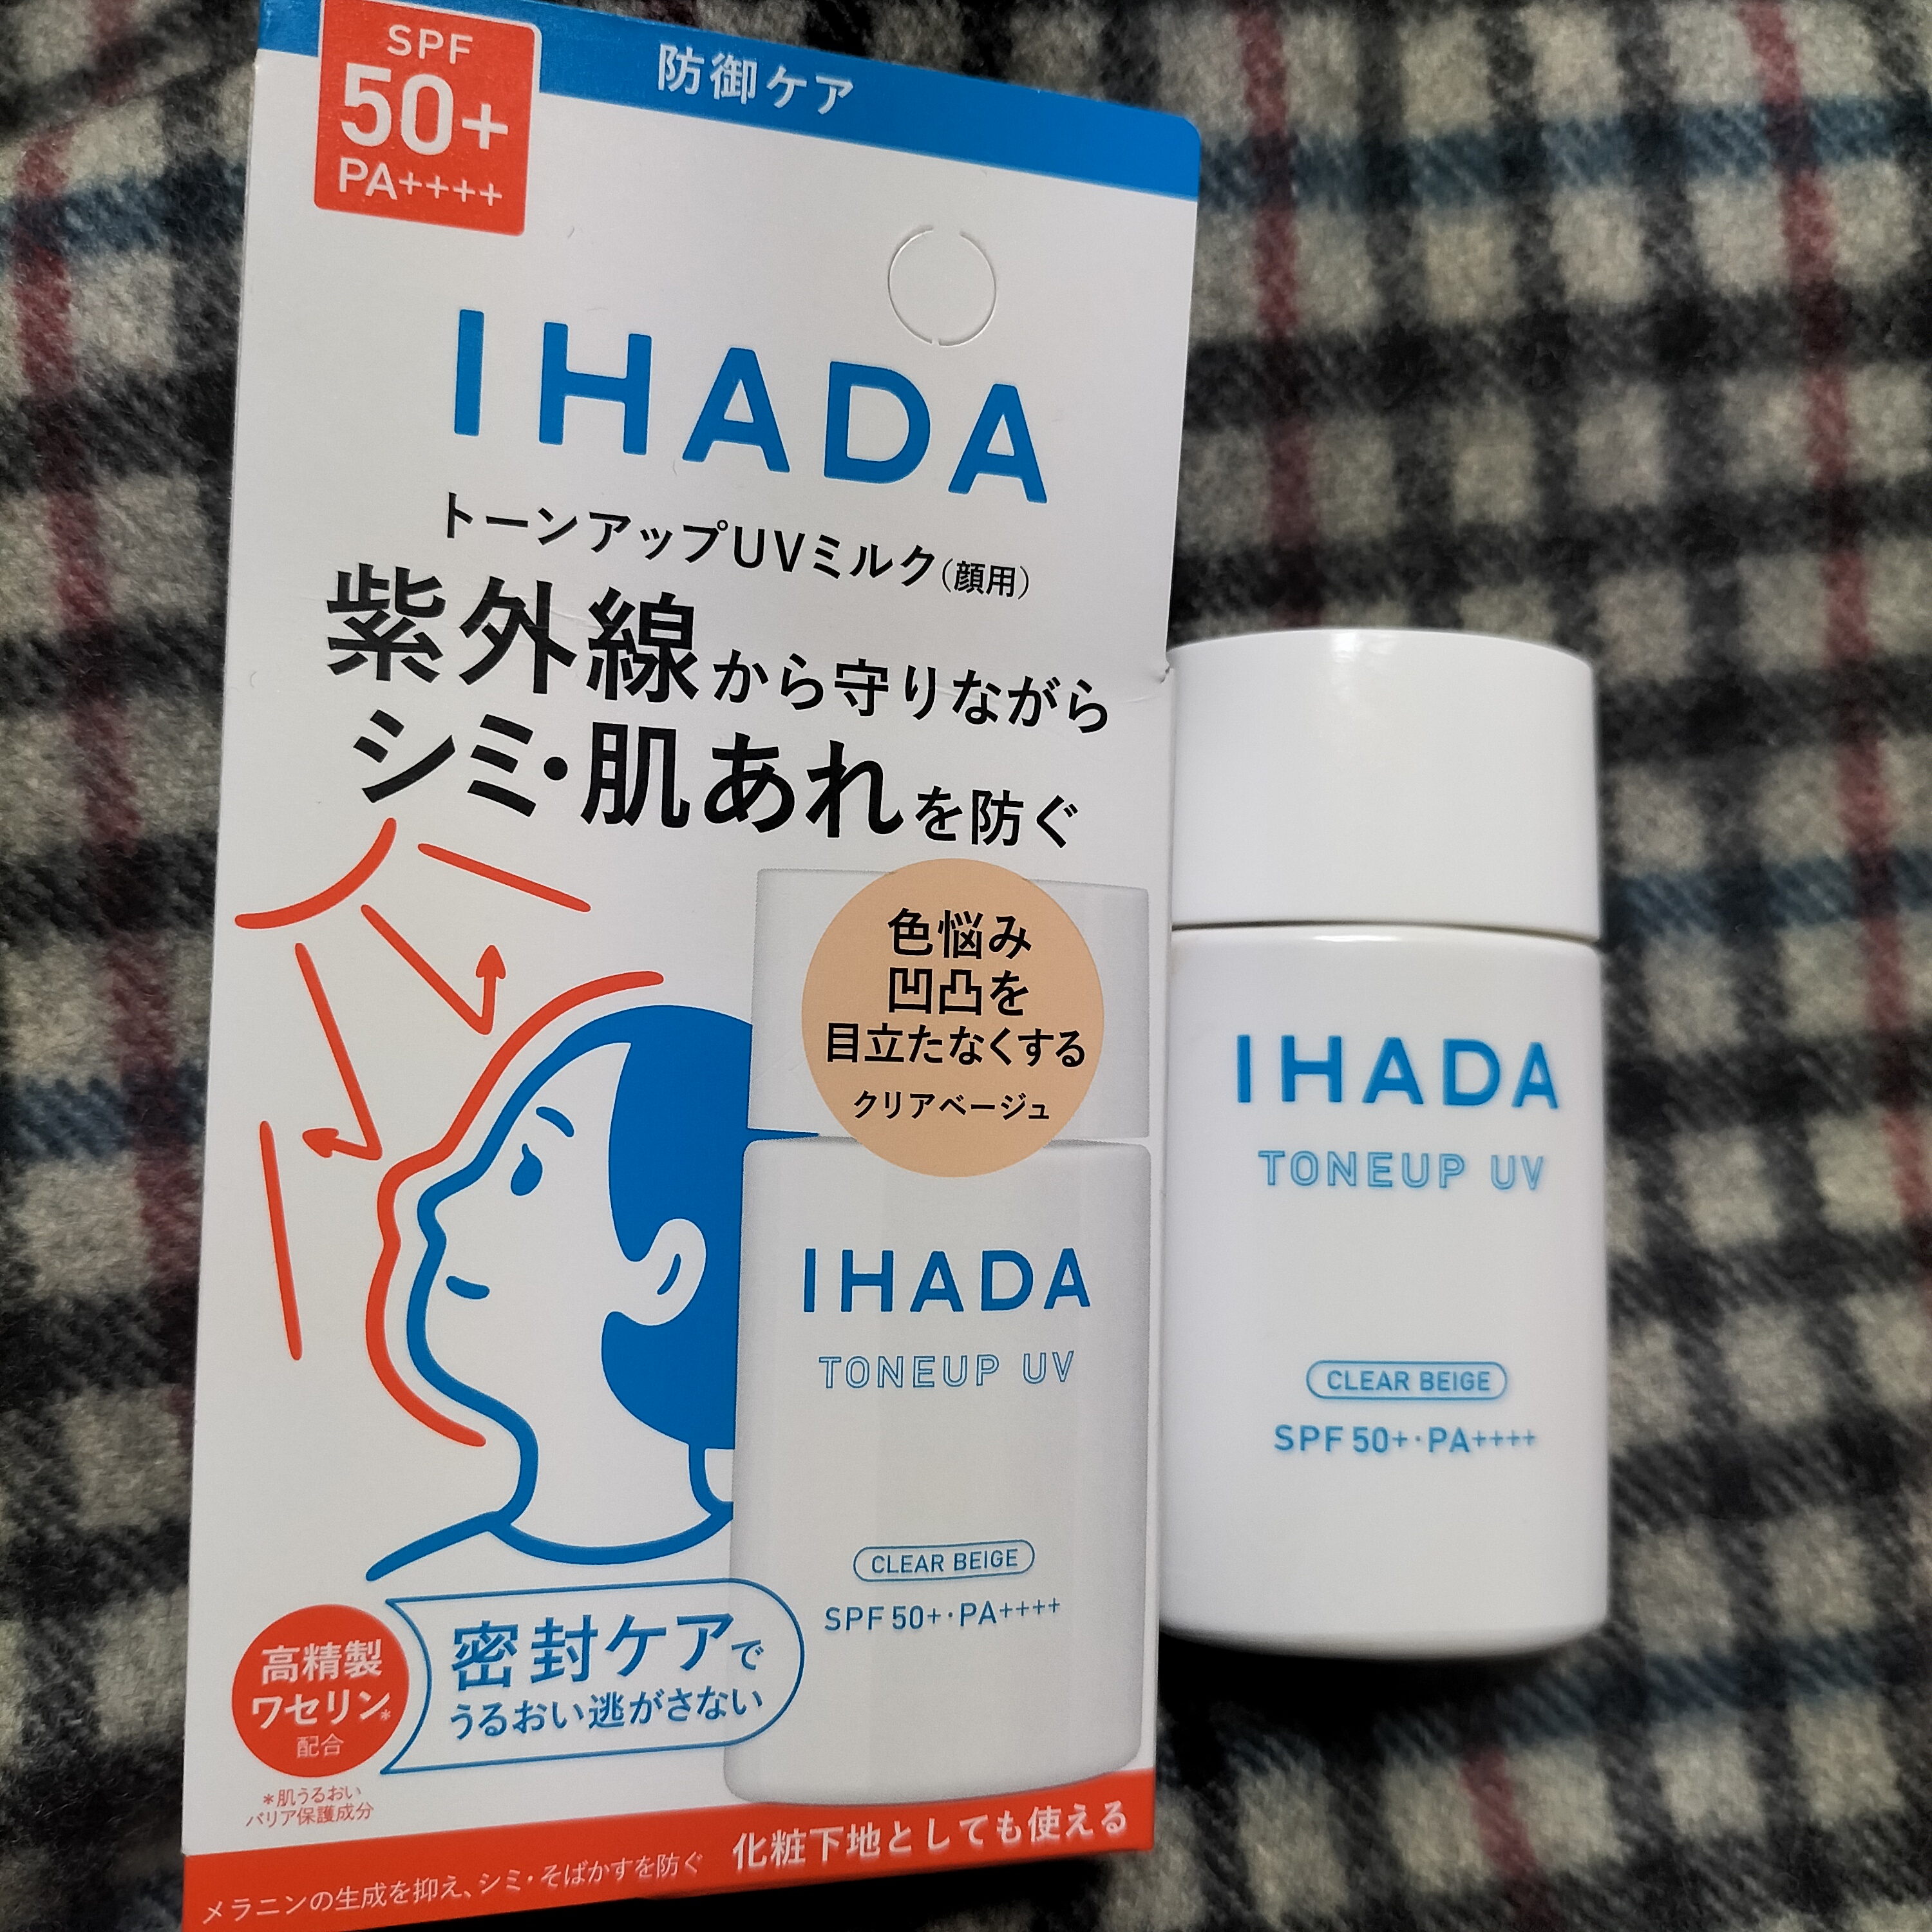 SPF
50+
PA++++
防御ケア
IHADA
トーンアップUVミルク(顔用)
紫外線から守りながら
シミ・肌あれを防ぐ
色悩み
凹凸を
目立たなくする
クリアベージュ
IHADA
TONEUP UV
CLEAR BEIGE
SPF50+・PA++++
高精製
ワセリン*
配合
密封ケアで
うるおい逃がさない
*肌うるおい
バリア保護成分
化粧下地としても使える
メラニンの生成を抑え、シミ・そばかすを防ぐ
IHADA
TONEUP UV
CLEAR BEIGE
SPF50+・PA++++